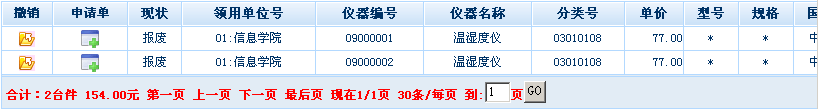 撤销 申请单 现状 领用单位号 仪器编号 仪器名称 分类号 单价 型号 规格
报废 01:信息学院 09000001 温湿度仪 03010108 77.00 * *
报废 01:信息学院 09000002 温湿度仪 03010108 77.00 * *
合计：2台件 154.00元 第一页 上一页 下一页 最后页 现在1/1页 30条/每页 到: 1 页 GO